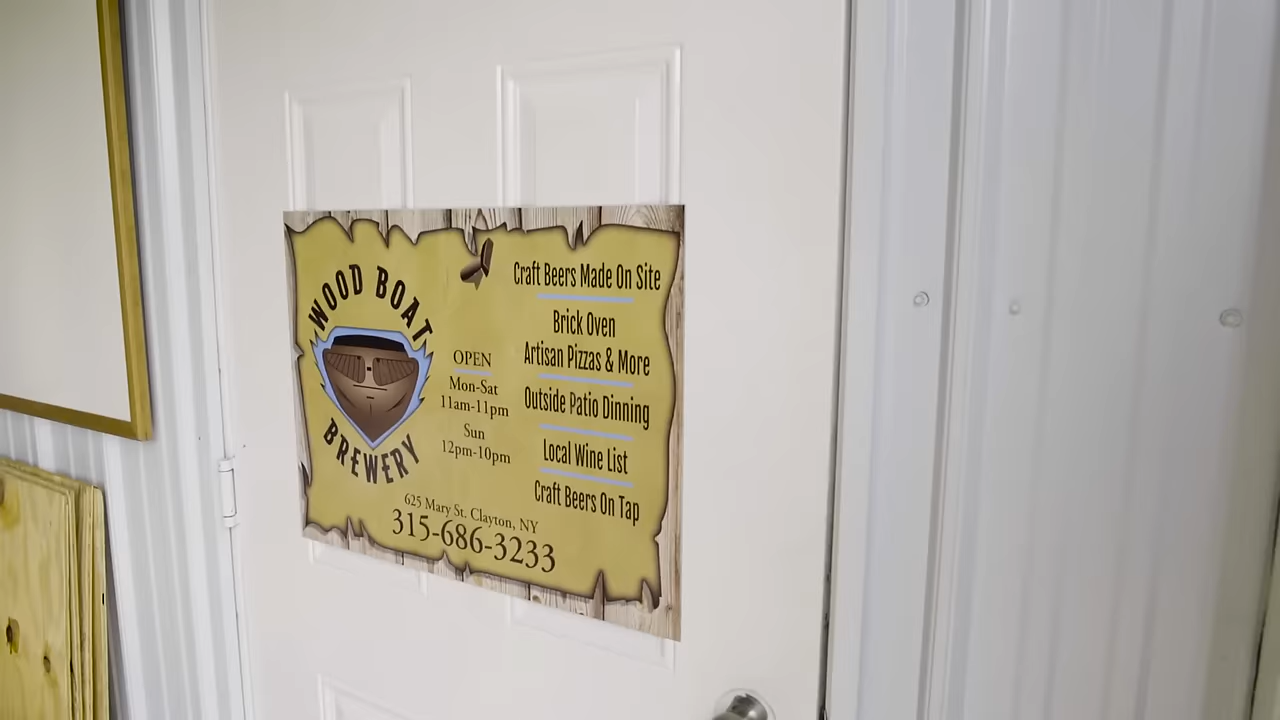 WOOD BOAT
BREWERY
OPEN
Mon-Sat
11am-11pm
Sun
12pm-10pm
Craft Beers Made On Site
Brick Oven
Artisan Pizzas & More
Outside Patio Dinning
Local Wine List
Craft Beers On Tap
625 Mary St. Clayton, NY
315-686-3233